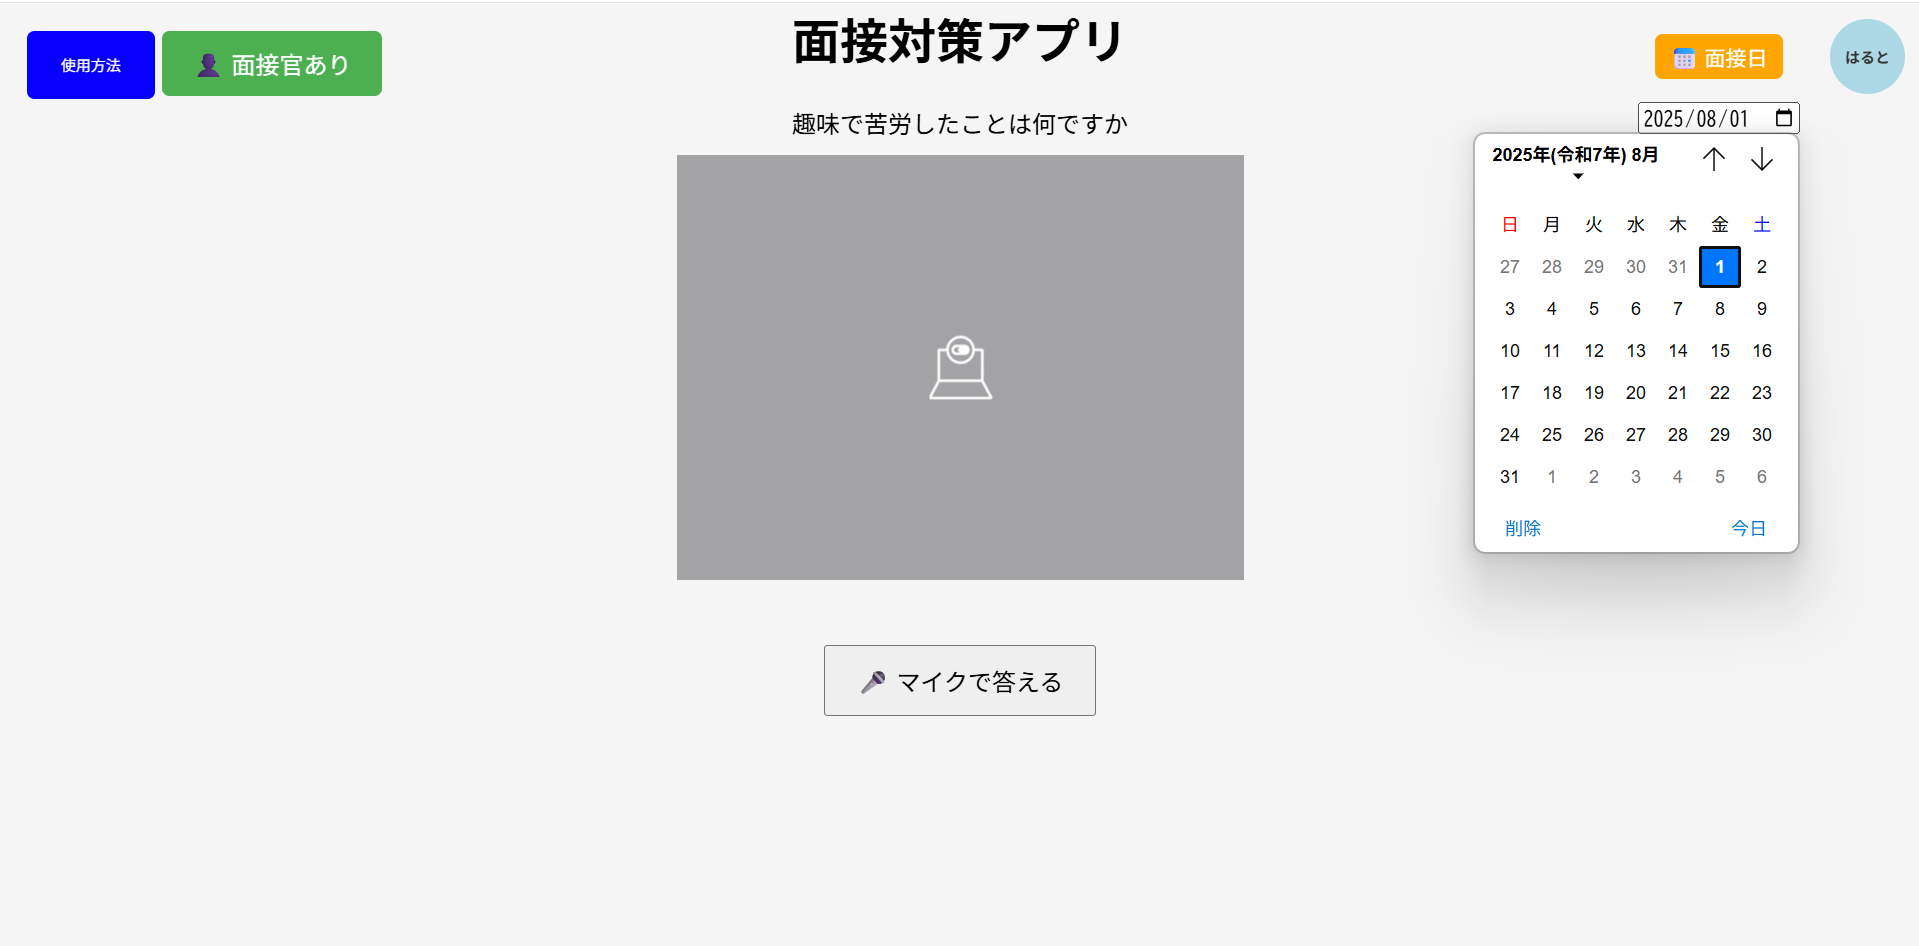 面接対策アプリ
使用方法
面接官あり
面接日
はると
趣味で苦労したことは何ですか
2025/08/01
2025年(令和7年) 8月
日 月 火 水 木 金 土
27 28 29 30 31 1 2
3 4 5 6 7 8 9
10 11 12 13 14 15 16
17 18 19 20 21 22 23
24 25 26 27 28 29 30
31 1 2 3 4 5 6
削除 今日
マイクで答える